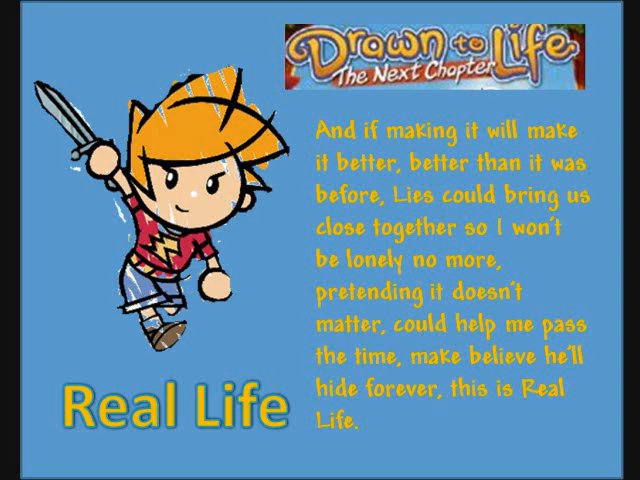 Drawn to Life
The Next Chapter
And if making it will make
it better, better than it was
before, Lies could bring us
close together so I won't
be lonely no more,
pretending it doesn't
matter, could help me pass
the time, make believe he'll
hide forever, this is Real
Life.
Real Life